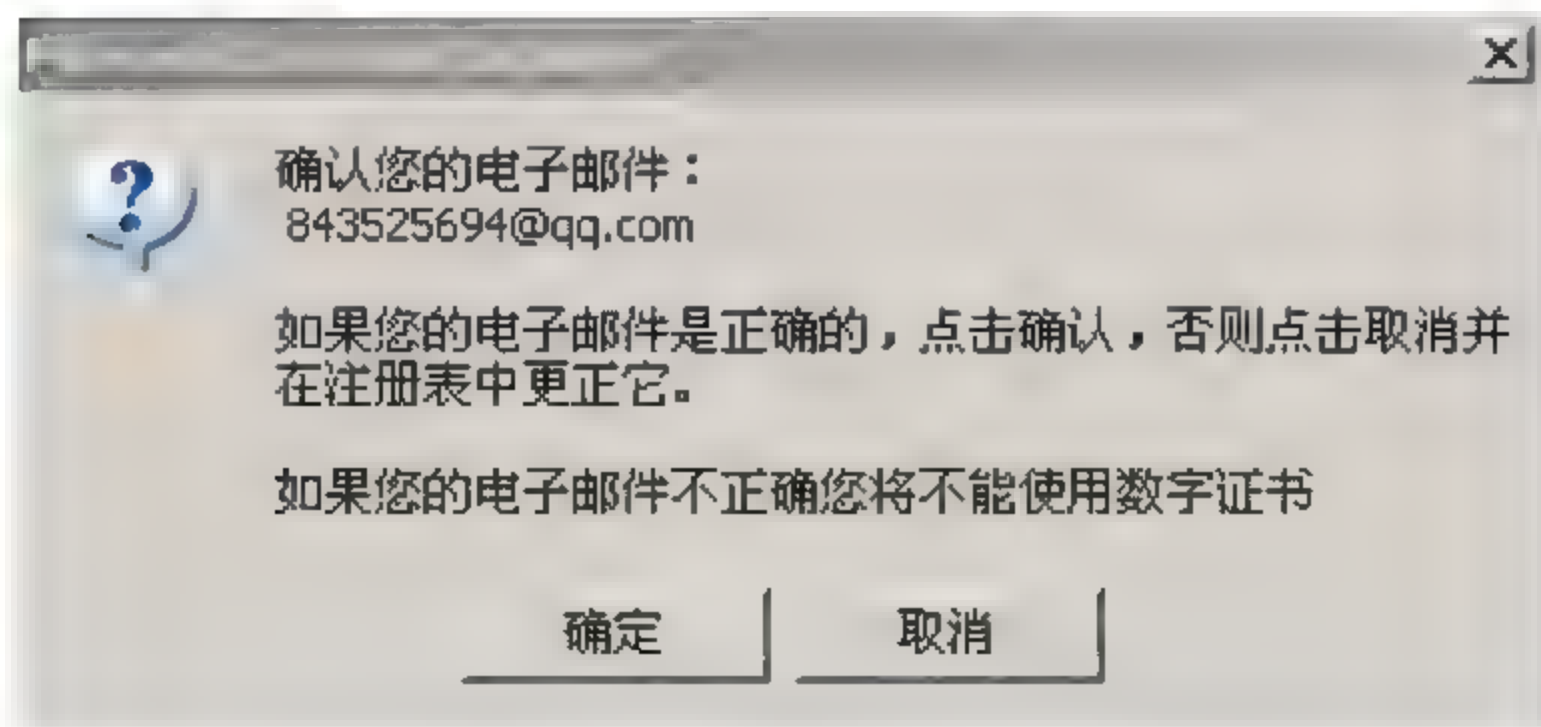 确认您的电子邮件：
843525694@qq.com
如果您的电子邮件是正确的，点击确认，否则点击取消并
在注册表中更正它。
如果您的电子邮件不正确您将不能使用数字证书
确定
取消